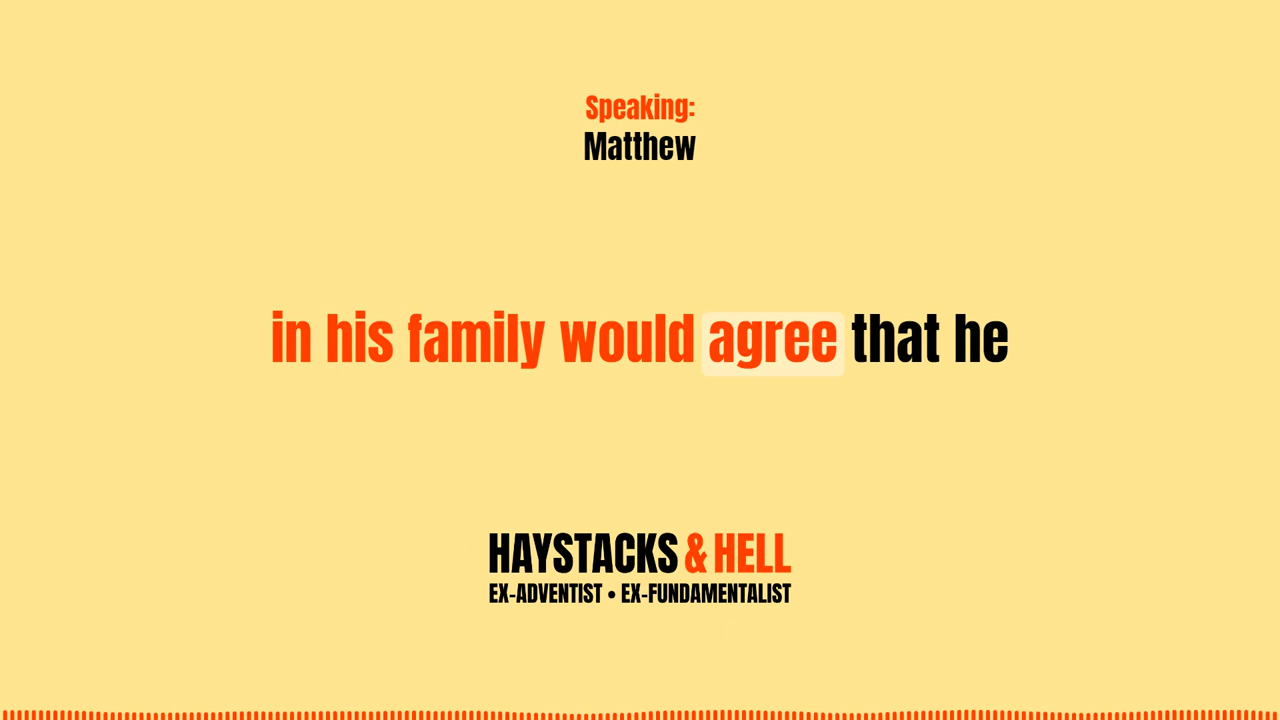 Speaking:
Matthew
in his family would agree that he
HAYSTACKS & HELL
EX-ADVENTIST • EX-FUNDAMENTALIST